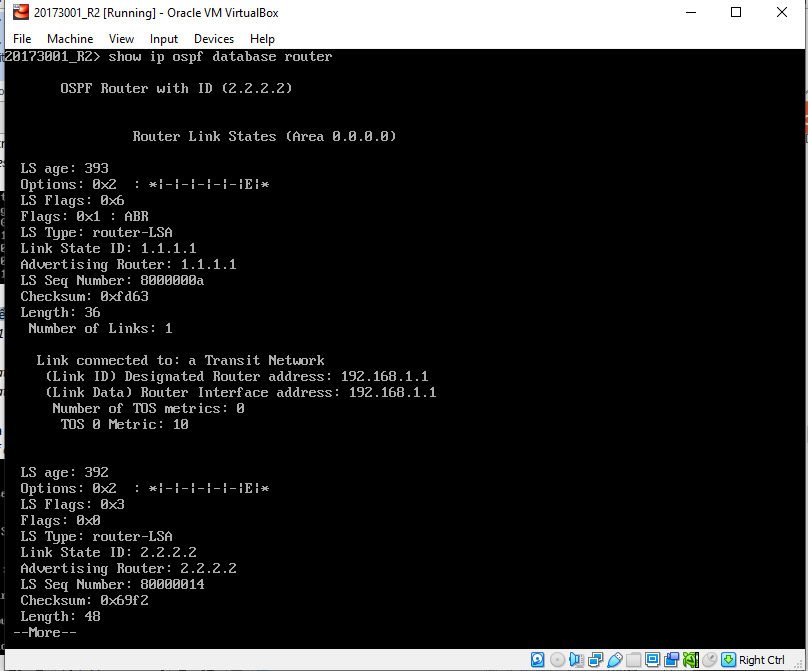 20173001_R2 [Running] - Oracle VM VirtualBox
File Machine View Input Devices Help
20173001_R2> show ip ospf database router
OSPF Router with ID (2.2.2.2)
Router Link States (Area 0.0.0.0)
LS age: 393
Options: 0x2  : *|-|-|-|-|-|E|*
LS Flags: 0x6
Flags: 0x1 : ABR
LS Type: router-LSA
Link State ID: 1.1.1.1
Advertising Router: 1.1.1.1
LS Seq Number: 8000000a
Checksum: 0xfd63
Length: 36
Number of Links: 1
Link connected to: a Transit Network
(Link ID) Designated Router address: 192.168.1.1
(Link Data) Router Interface address: 192.168.1.1
Number of TOS metrics: 0
TOS 0 Metric: 10
LS age: 392
Options: 0x2  : *|-|-|-|-|-|E|*
LS Flags: 0x3
Flags: 0x0
LS Type: router-LSA
Link State ID: 2.2.2.2
Advertising Router: 2.2.2.2
LS Seq Number: 80000014
Checksum: 0x69f2
Length: 48
--More--
Right Ctrl